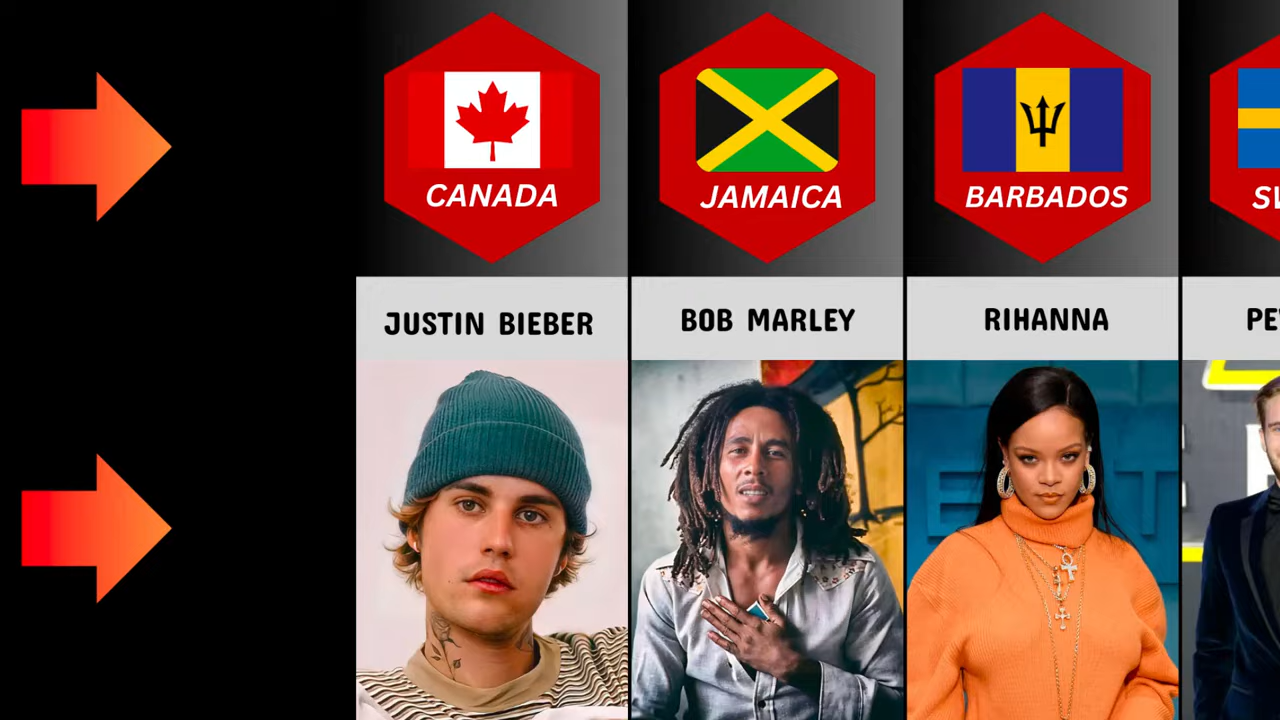 CANADA
JAMAICA
BARBADOS
JUSTIN BIEBER
BOB MARLEY
RIHANNA